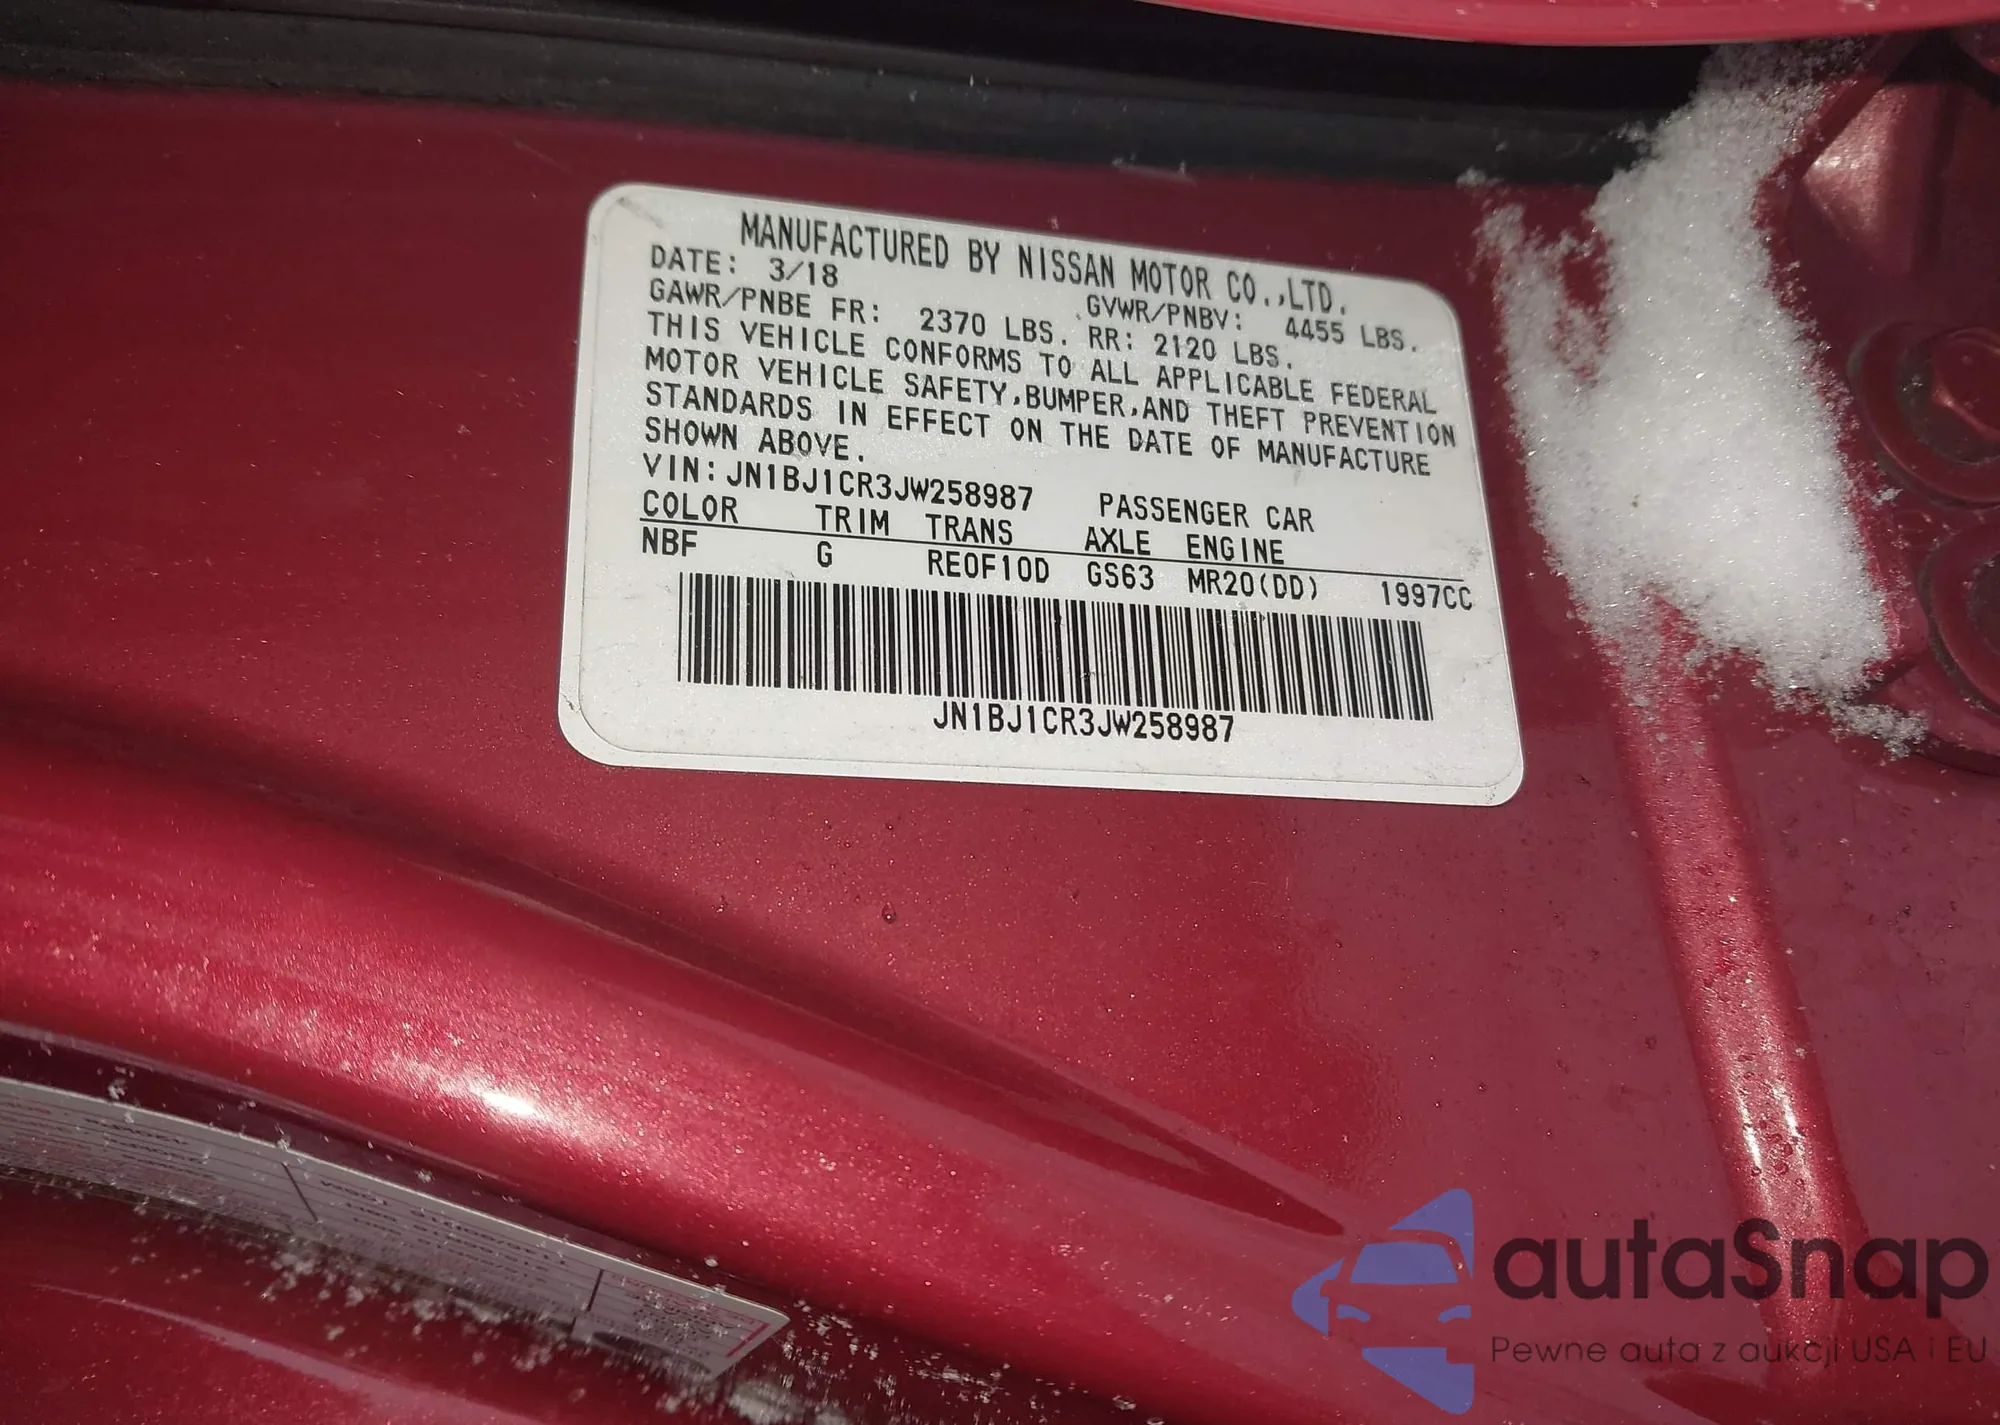 MANUFACTURED BY NISSAN MOTOR CO.,LTD.
DATE: 3/18 GVWR/PNBV: 4455 LBS.
GAWR/PNBE FR: 2370 LBS. RR: 2120 LBS.
THIS VEHICLE CONFORMS TO ALL APPLICABLE FEDERAL
MOTOR VEHICLE SAFETY,BUMPER,AND THEFT PREVENTION
STANDARDS IN EFFECT ON THE DATE OF MANUFACTURE
SHOWN ABOVE.
VIN:JN1BJ1CR3JW258987 PASSENGER CAR
COLOR TRIM TRANS AXLE ENGINE
NBF G RE0F10D GS63 MR20(DD) 1997CC
JN1BJ1CR3JW258987
autaSnap
Pewne auta z aukcji USA i EU